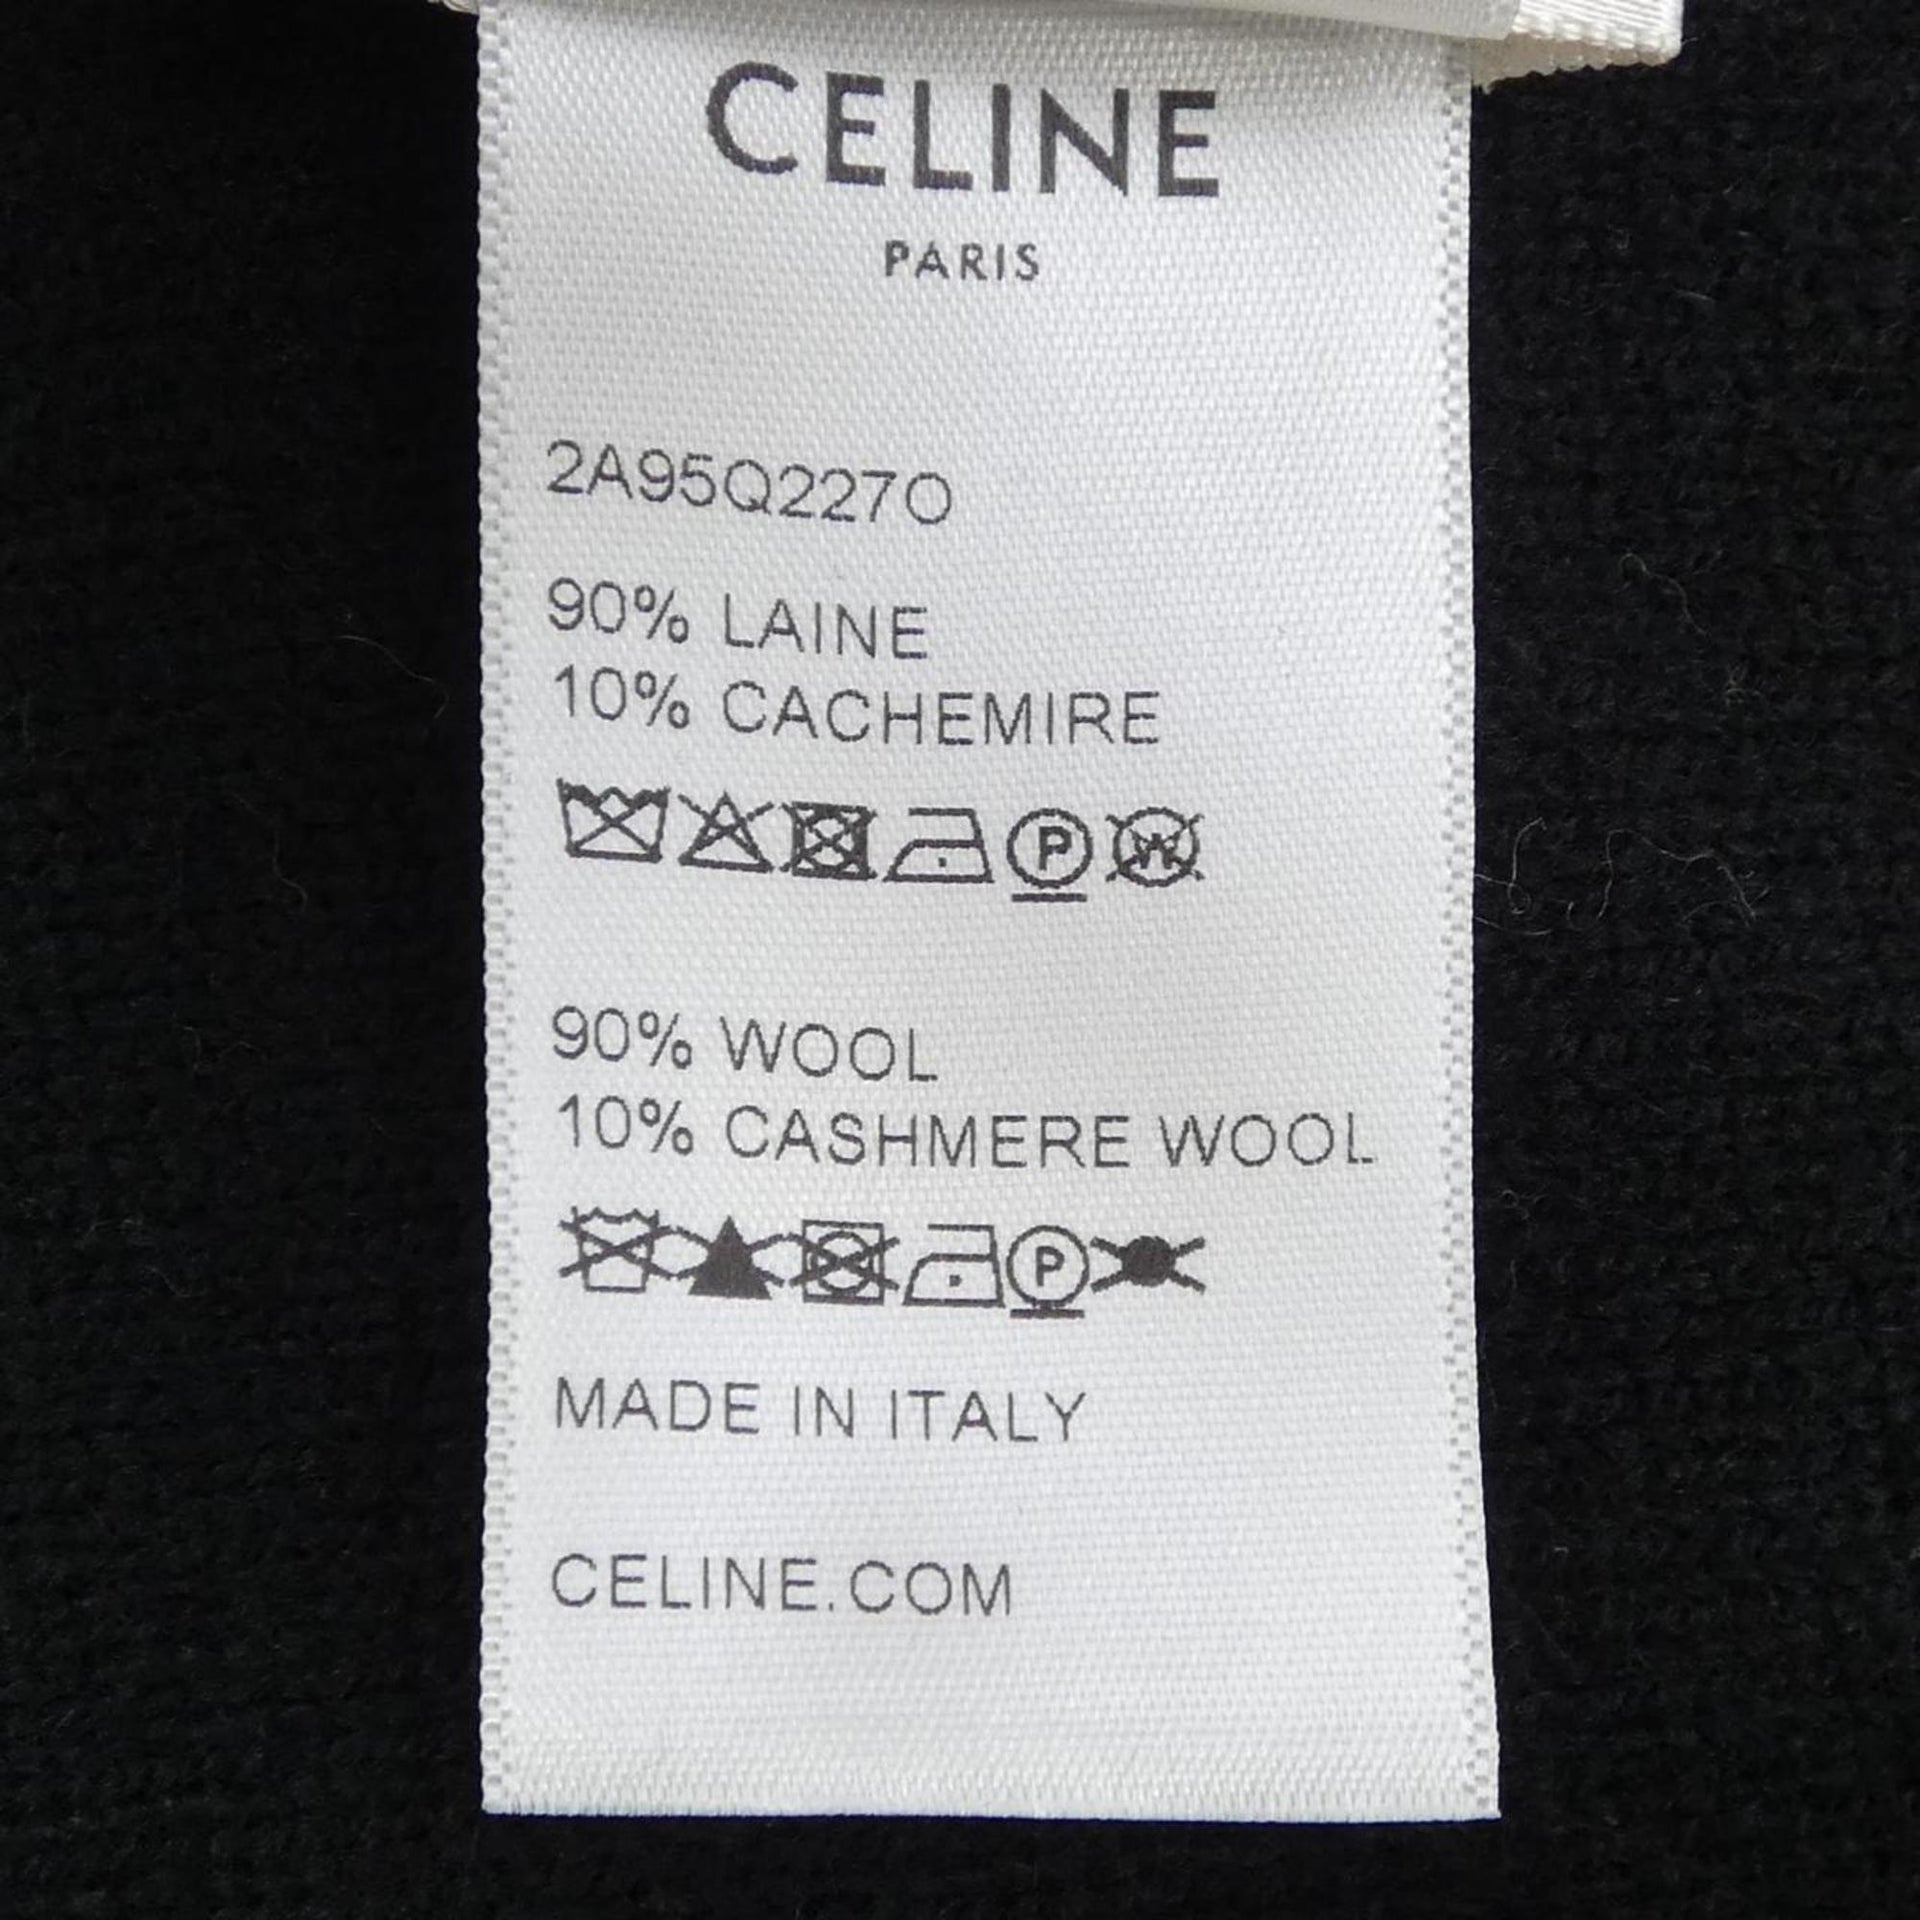 CELINE
PARIS
2A95Q227O
90% LAINE
10% CACHEMIRE
P W
90% WOOL
10% CASHMERE WOOL
P
MADE IN ITALY
CELINE.COM